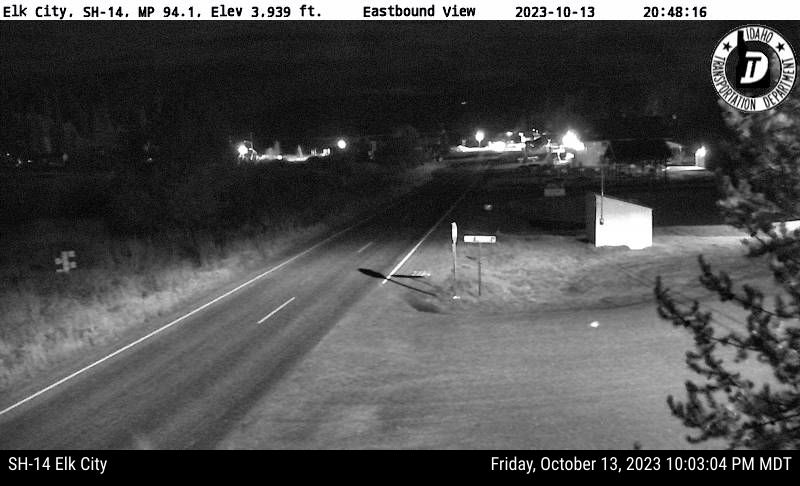 Elk City, SH-14, MP 94.1, Elev 3,939 ft. Eastbound View 2023-10-13 20:48:16
IDAHO
TRANSPORTATION DEPARTMENT
SH-14 Elk City
Friday, October 13, 2023 10:03:04 PM MDT